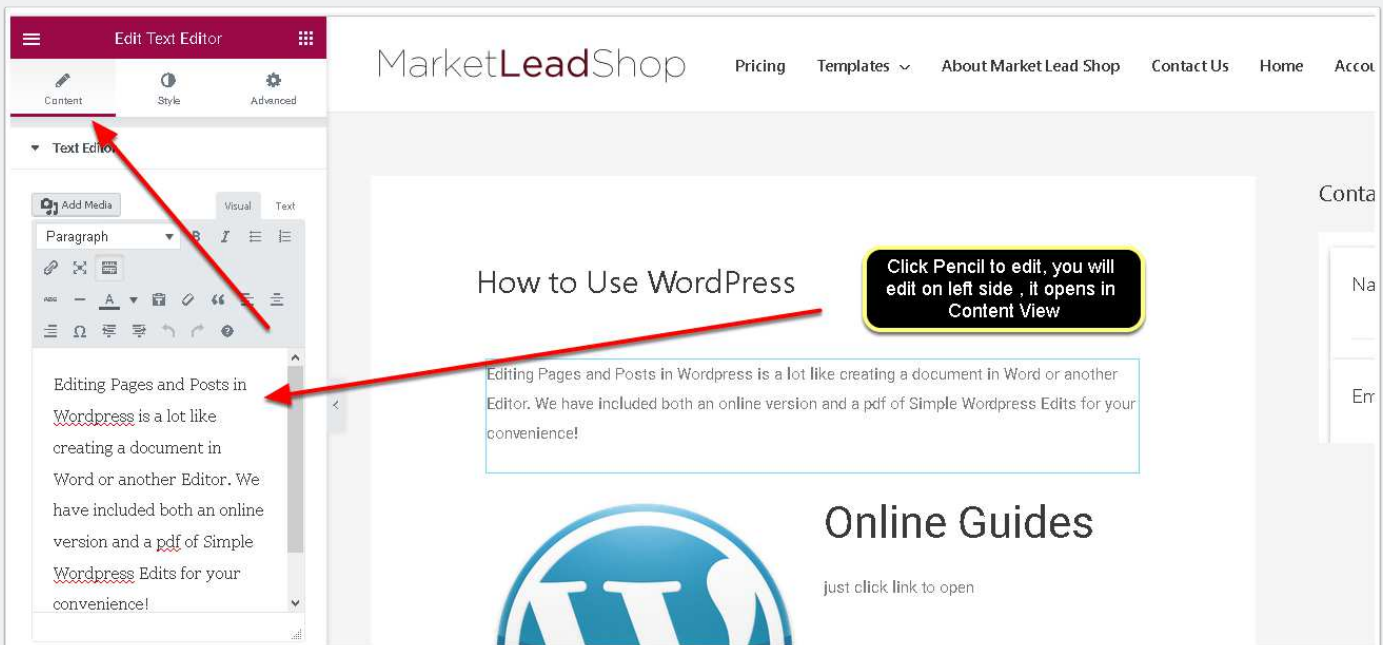 Edit Text Editor
Content
Style
Advanced
Text Editor
Add Media
Visual
Text
Paragraph
B I
ABC
A
Ω
Editing Pages and Posts in
Wordpress is a lot like
creating a document in
Word or another Editor. We
have included both an online
version and a pdf of Simple
Wordpress Edits for your
convenience!
MarketLeadShop
Pricing
Templates
About Market Lead Shop
Contact Us
Home
Accou
How to Use WordPress
Click Pencil to edit, you will
edit on left side , it opens in
Content View
Editing Pages and Posts in Wordpress is a lot like creating a document in Word or another
Editor. We have included both an online version and a pdf of Simple Wordpress Edits for your
convenience!
Online Guides
just click link to open
Conta
Na
Em